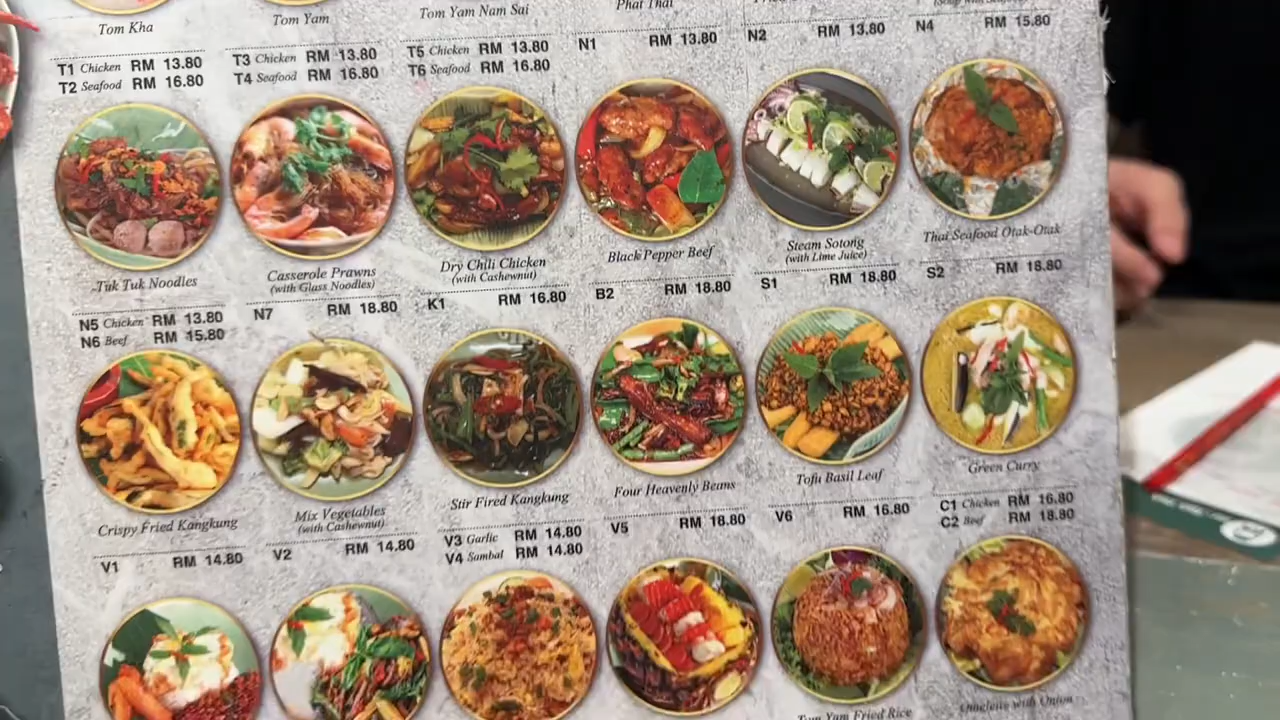 Tom Kha
Tom Yam
Tom Yam Nam Sai
Phat Thai
T1 Chicken RM 13.80
T2 Seafood RM 16.80
T3 Chicken RM 13.80
T4 Seafood RM 16.80
T5 Chicken RM 13.80
T6 Seafood RM 16.80
N1 RM 13.80
N2 RM 13.80
N4 RM 15.80
Tuk Tuk Noodles
Casserole Prawns
(with Glass Noodles)
Dry Chili Chicken
(with Cashewnut)
Black Pepper Beef
Steam Sotong
(with Lime Juice)
Thai Seafood Otak-Otak
N5 Chicken RM 13.80
N6 Beef RM 15.80
N7 RM 18.80
K1 RM 16.80
B2 RM 18.80
S1 RM 18.80
S2 RM 18.80
Crispy Fried Kangkung
Mix Vegetables
(with Cashewnut)
Stir Fired Kangkung
Four Heavenly Beans
Tofu Basil Leaf
Green Curry
V1 RM 14.80
V2 RM 14.80
V3 Garlic RM 14.80
V4 Sambal RM 14.80
V5 RM 18.80
V6 RM 16.80
C1 Chicken RM 16.80
C2 Beef RM 18.80
Tom Yam Fried Rice
Omelette with Onion